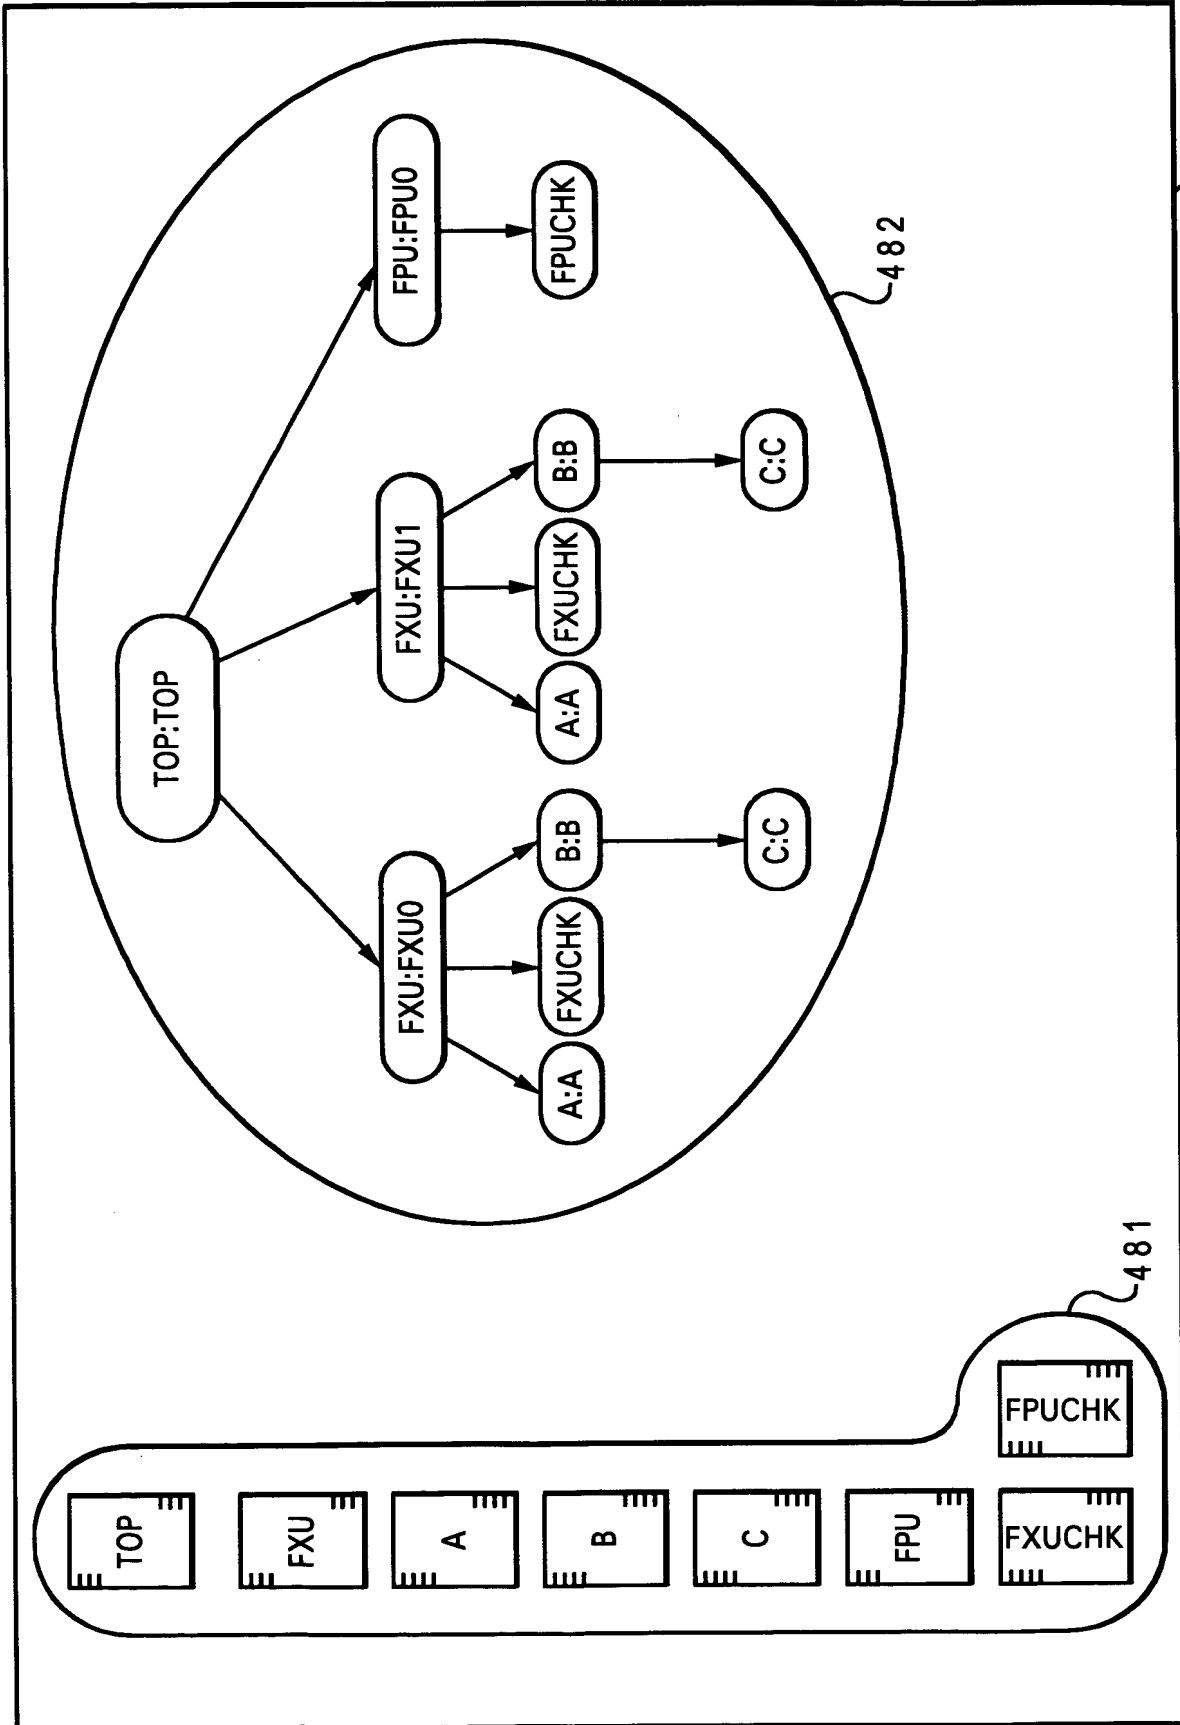 TOP
FXU
A
B
C
FPU
FXUCHK
FPUCHK
481
TOP:TOP
FXU:FXU0
FXU:FXU1
FPU:FPU0
A:A
FXUCHK
B:B
A:A
FXUCHK
B:B
FPUCHK
C:C
C:C
482